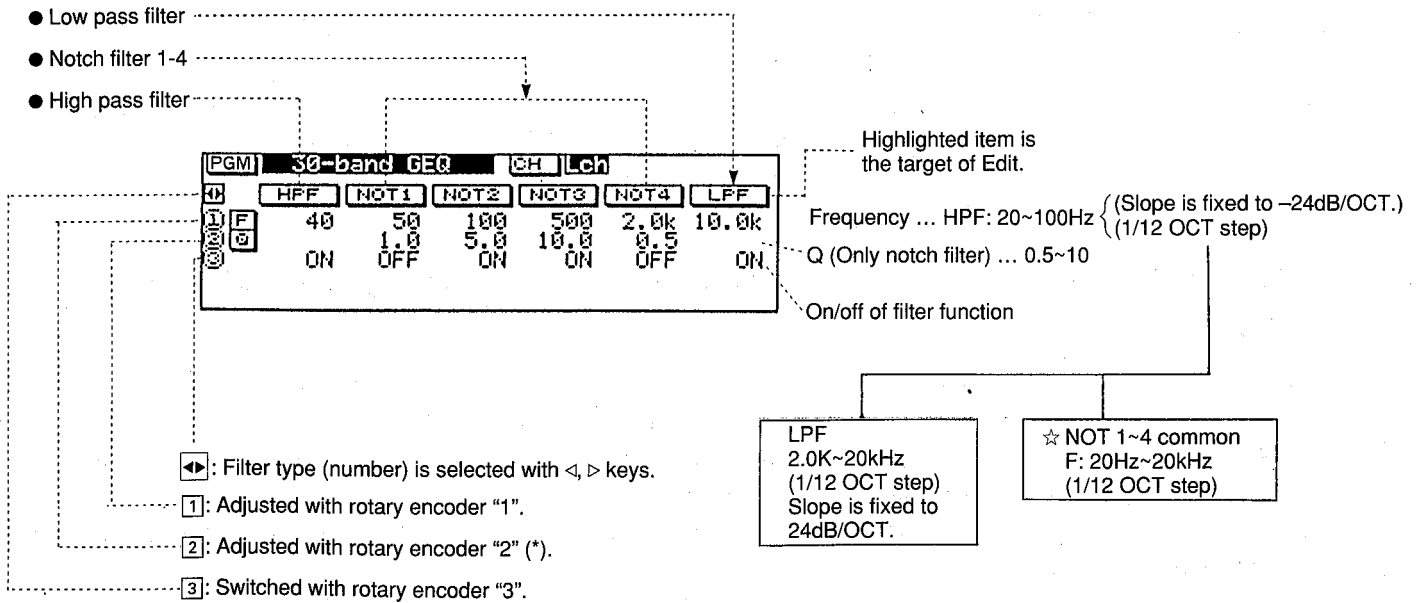 ● Low pass filter
● Notch filter 1-4
● High pass filter
PGM 30-band GEQ CH Lch
HPF NOT1 NOT2 NOT3 NOT4 LPF
1 F 40 50 100 500 2.0k 10.0k
2 Q 1.0 5.0 10.0 0.5
3 ON OFF ON ON OFF ON
Highlighted item is
the target of Edit.
Frequency ... HPF: 20~100Hz { (Slope is fixed to –24dB/OCT.)
(1/12 OCT step)
Q (Only notch filter) ... 0.5~10
On/off of filter function
◀▶: Filter type (number) is selected with ◁, ▷ keys.
1: Adjusted with rotary encoder “1”.
2: Adjusted with rotary encoder “2” (*).
3: Switched with rotary encoder “3”.
LPF
2.0K~20kHz
(1/12 OCT step)
Slope is fixed to
24dB/OCT.
☆ NOT 1~4 common
F: 20Hz~20kHz
(1/12 OCT step)